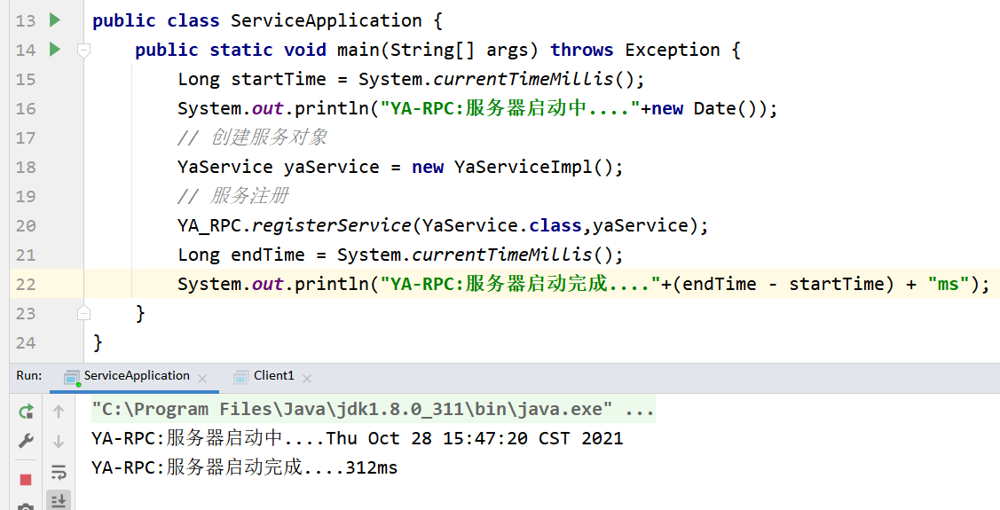 13 public class ServiceApplication {
14 public static void main(String[] args) throws Exception {
15 Long startTime = System.currentTimeMillis();
16 System.out.println("YA-RPC:服务器启动中...."+new Date());
17 // 创建服务对象
18 YaService yaService = new YaServiceImpl();
19 // 服务注册
20 YA_RPC.registerService(YaService.class,yaService);
21 Long endTime = System.currentTimeMillis();
22 System.out.println("YA-RPC:服务器启动完成...."+(endTime - startTime) + "ms");
23 }
24 }
Run: ServiceApplication Client1
"C:\Program Files\Java\jdk1.8.0_311\bin\java.exe" ...
YA-RPC:服务器启动中....Thu Oct 28 15:47:20 CST 2021
YA-RPC:服务器启动完成....312ms